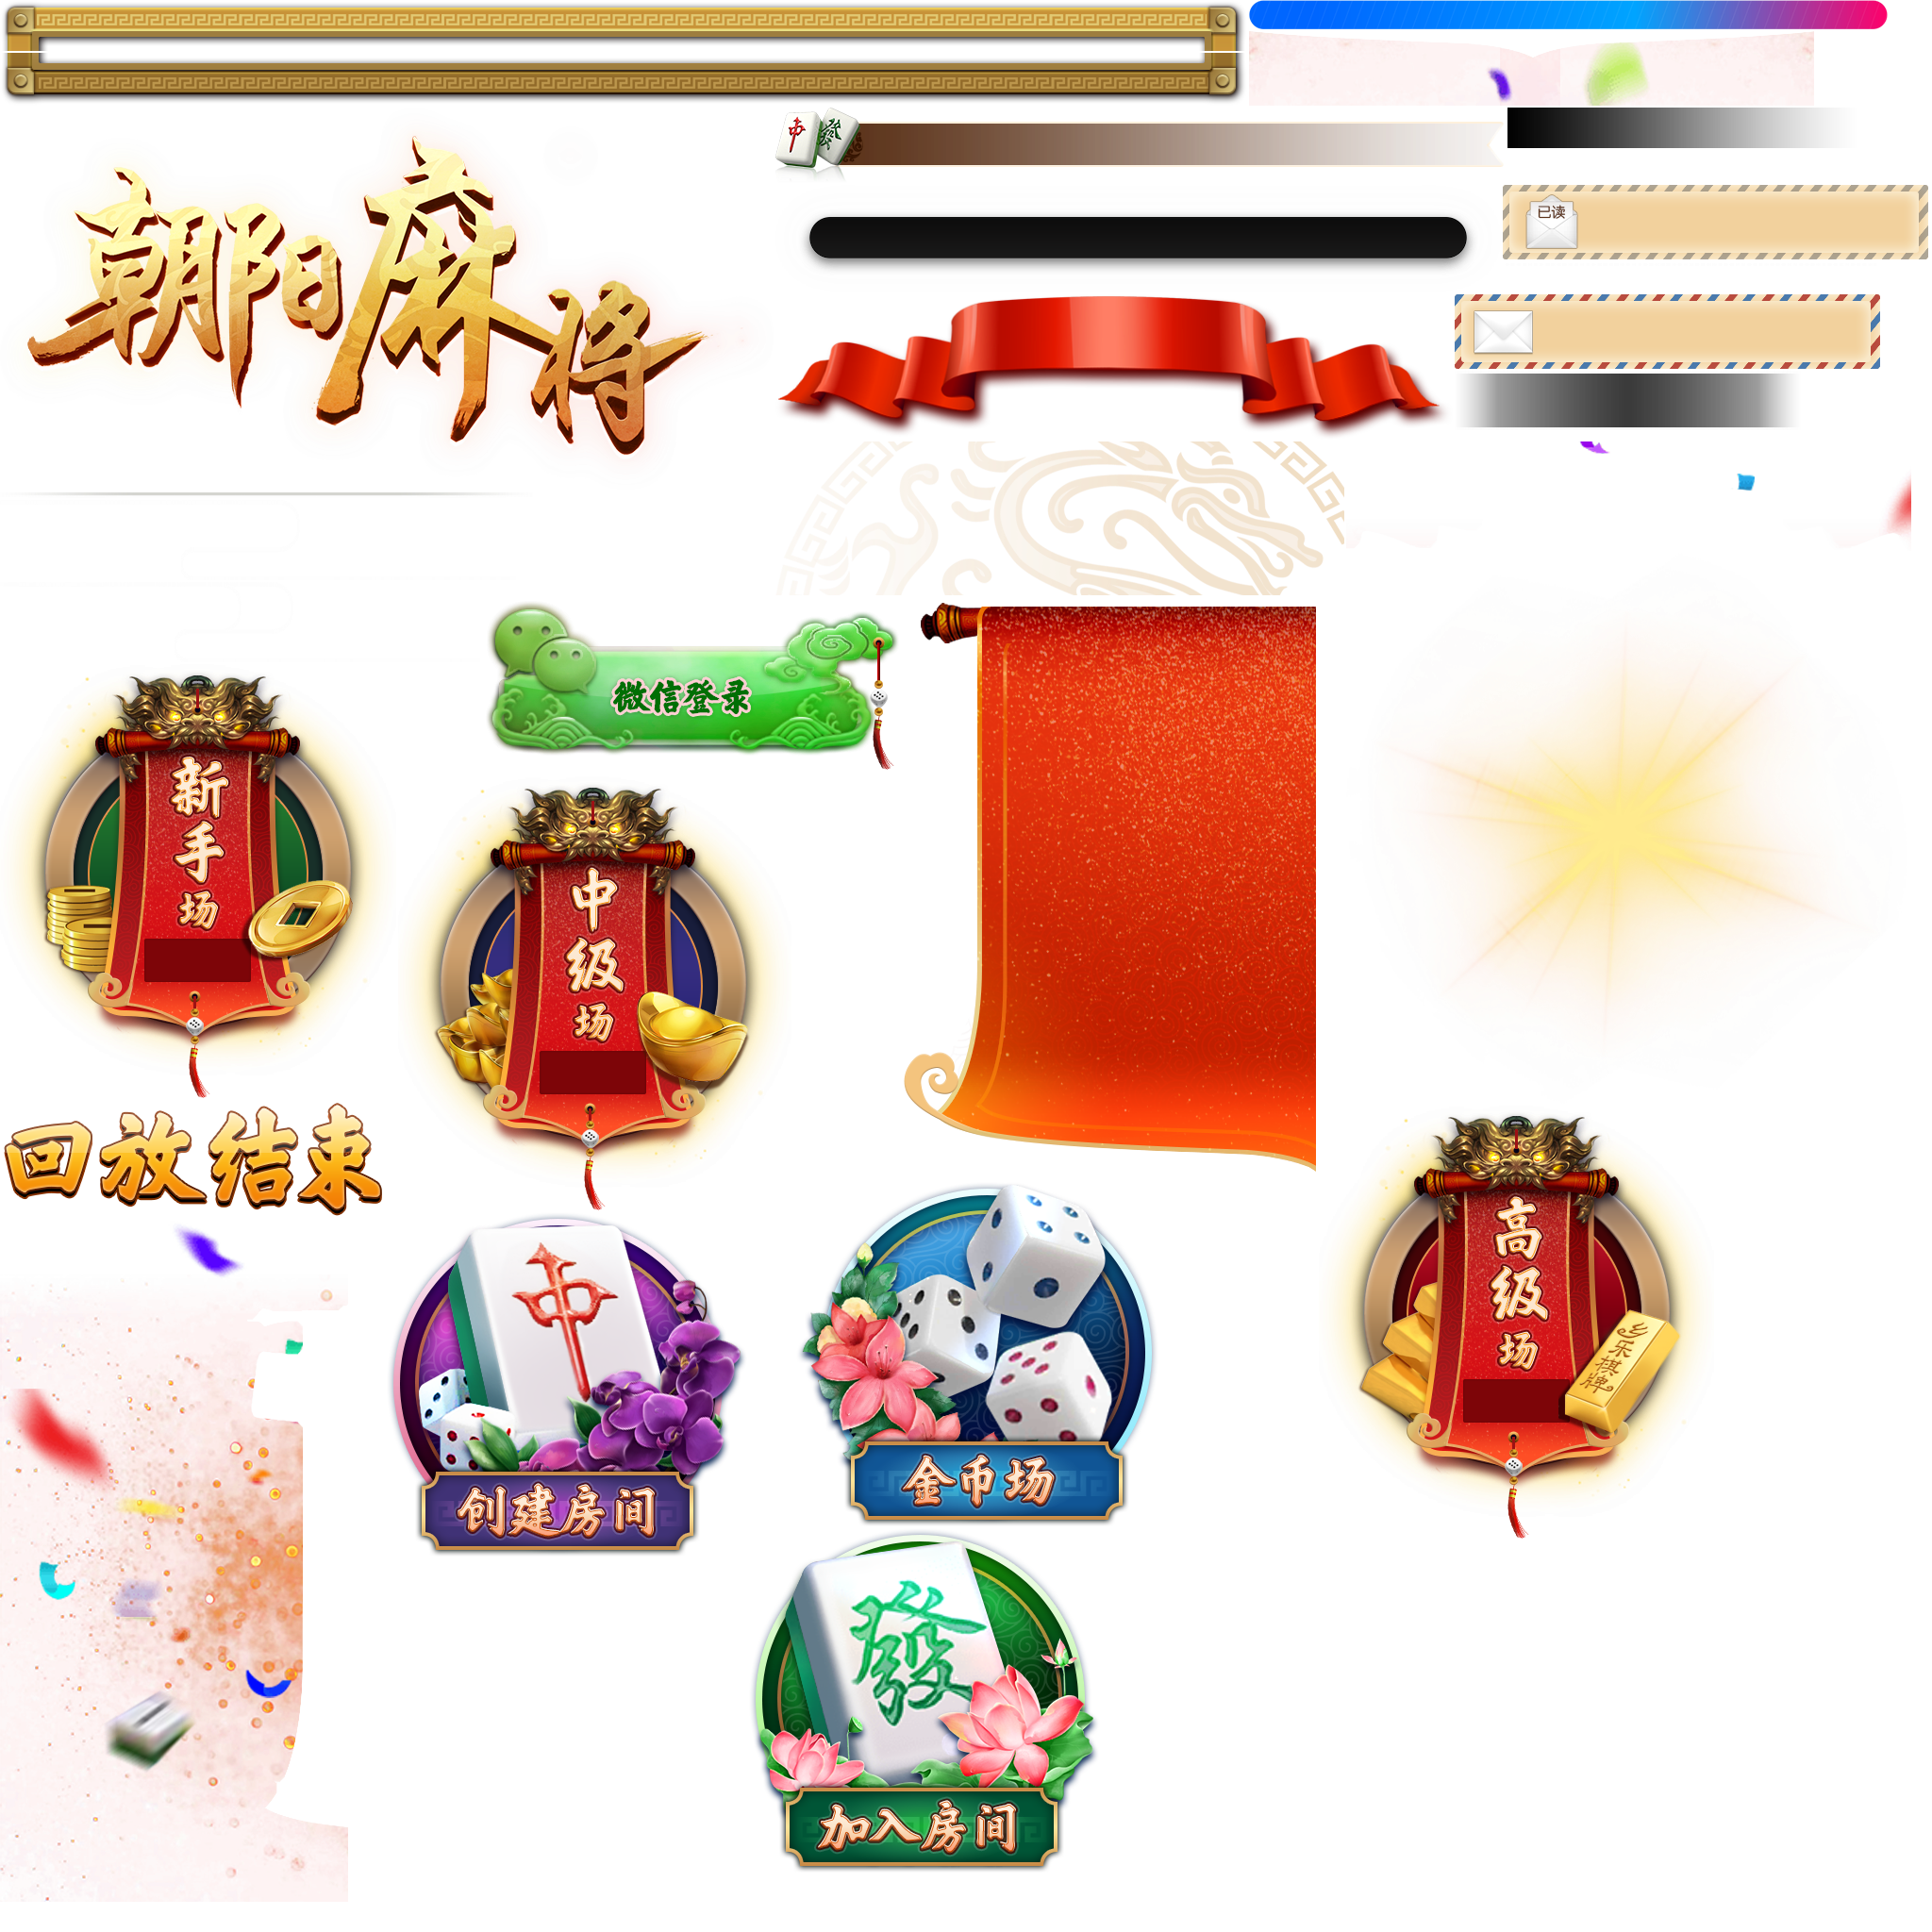 中 發
已读
朝阳麻将
微信登录
新手场
中级场
回放结束
高级场
乡乐棋牌
中
创建房间
金币场
發
加入房间